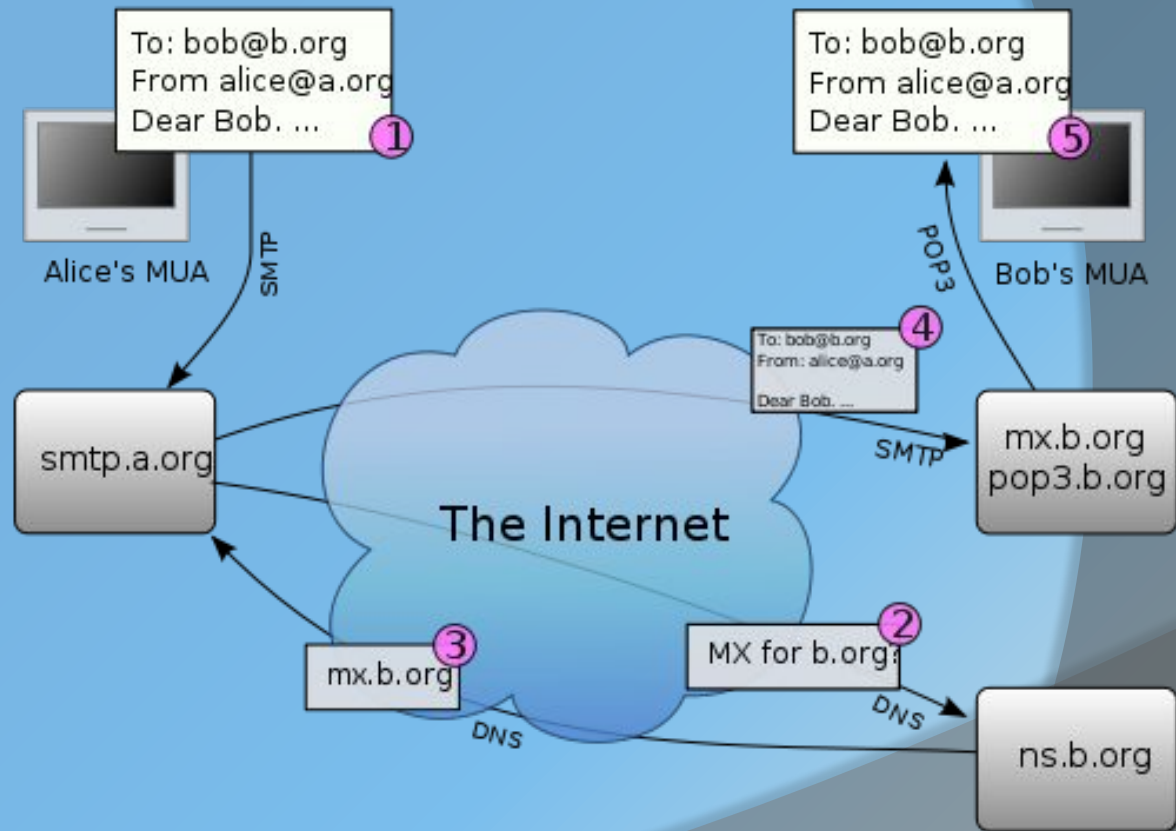 To: bob@b.org
From alice@a.org
Dear Bob. ...
1
Alice's MUA
SMTP
To: bob@b.org
From alice@a.org
Dear Bob. ...
5
Bob's MUA
POP3
To: bob@b.org
From: alice@a.org
Dear Bob. ...
4
SMTP
smtp.a.org
mx.b.org
pop3.b.org
The Internet
MX for b.org?
2
DNS
mx.b.org
3
DNS
ns.b.org